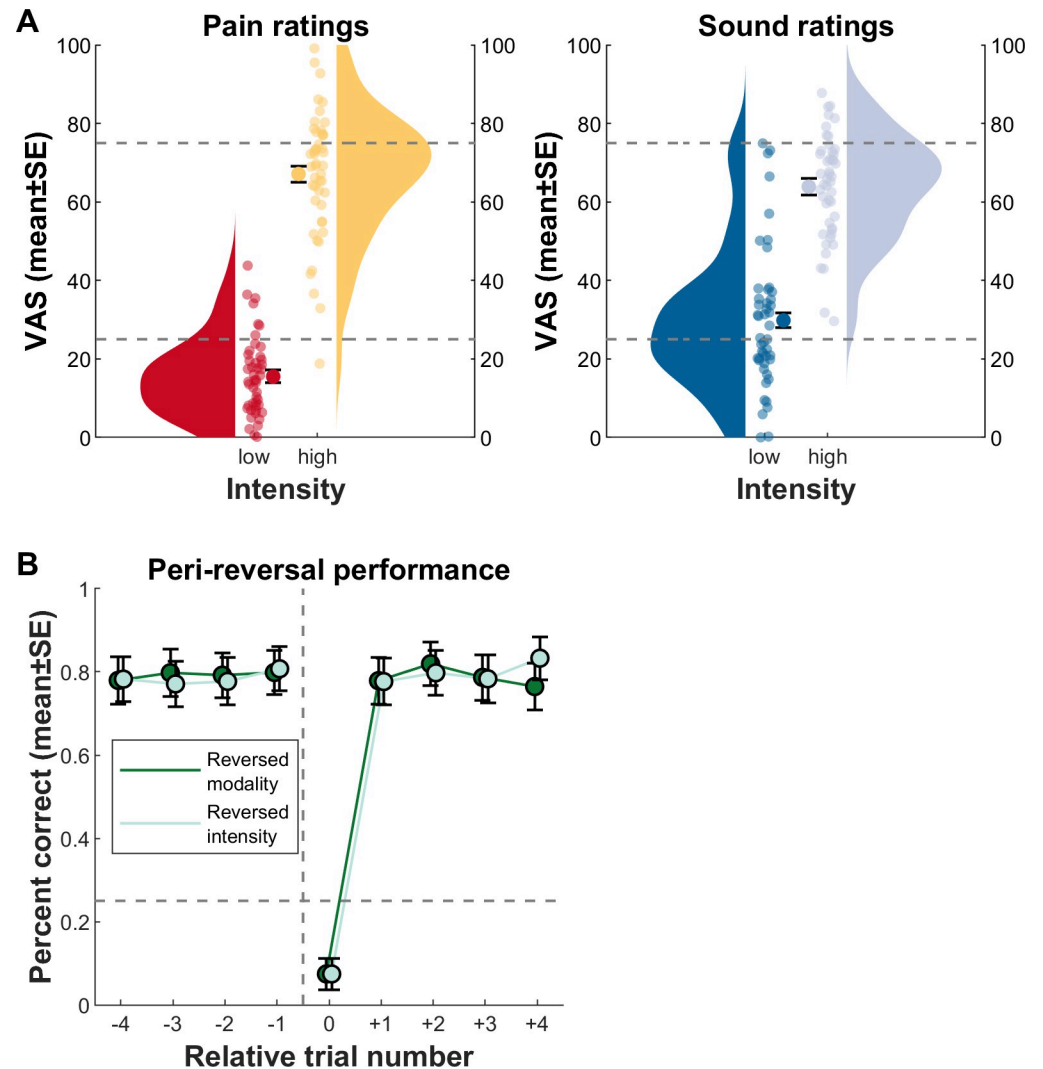 A
Pain ratings
Sound ratings
VAS (mean±SE)
100
80
60
40
20
0
100
80
60
40
20
0
low high
Intensity
VAS (mean±SE)
100
80
60
40
20
0
100
80
60
40
20
0
low high
Intensity
B
Peri-reversal performance
Percent correct (mean±SE)
1
0.8
0.6
0.4
0.2
0
Reversed
modality
Reversed
intensity
-4 -3 -2 -1 0 +1 +2 +3 +4
Relative trial number